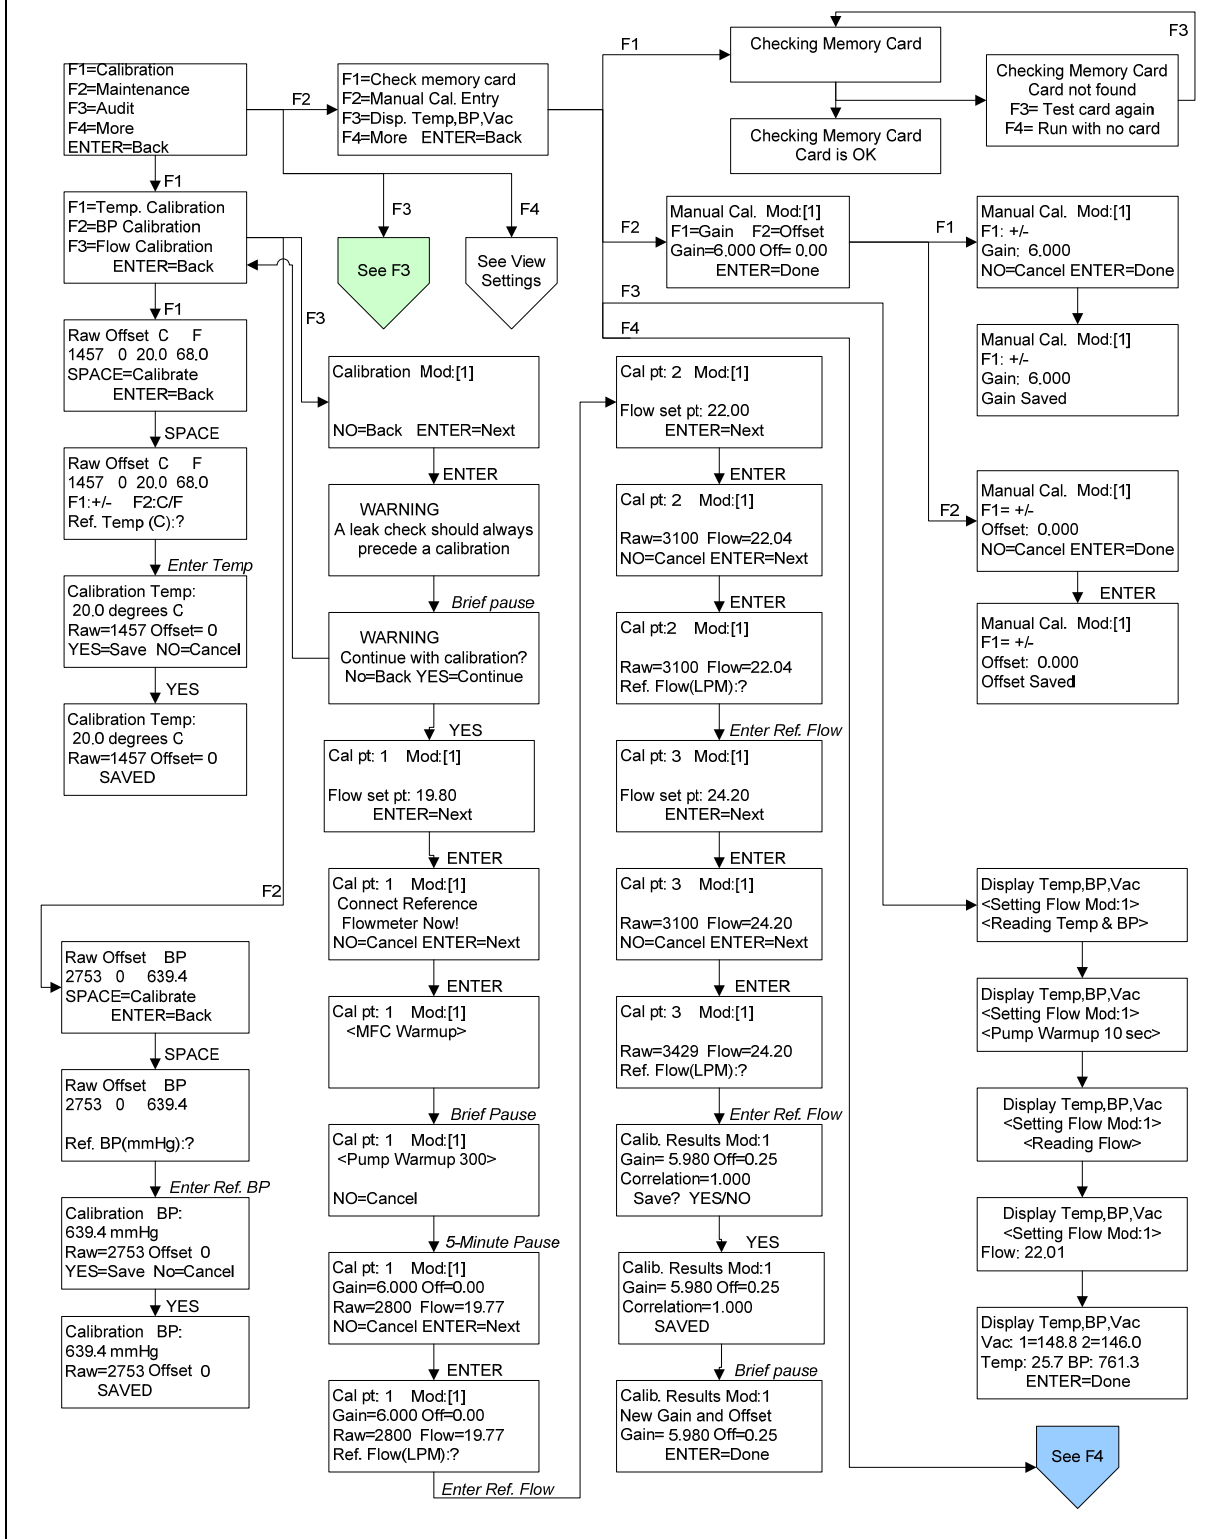 F1=Calibration
F2=Maintenance
F3=Audit
F4=More
ENTER=Back
F2
F1=Check memory card
F2=Manual Cal. Entry
F3=Disp. Temp,BP,Vac
F4=More ENTER=Back
F1
Checking Memory Card
F3
Checking Memory Card
Card not found
F3= Test card again
F4= Run with no card
Checking Memory Card
Card is OK
F1
F1=Temp. Calibration
F2=BP Calibration
F3=Flow Calibration
ENTER=Back
F3
F4
See F3
See View
Settings
F2
Manual Cal. Mod:[1]
F1=Gain F2=Offset
Gain=6.000 Off= 0.00
ENTER=Done
F1
Manual Cal. Mod:[1]
F1: +/-
Gain: 6.000
NO=Cancel ENTER=Done
Manual Cal. Mod:[1]
F1: +/-
Gain: 6.000
Gain Saved
F2
Manual Cal. Mod:[1]
F1= +/-
Offset: 0.000
NO=Cancel ENTER=Done
ENTER
Manual Cal. Mod:[1]
F1= +/-
Offset: 0.000
Offset Saved
F3
F4
F1
Raw Offset C F
1457 0 20.0 68.0
SPACE=Calibrate
ENTER=Back
SPACE
Raw Offset C F
1457 0 20.0 68.0
F1:+/- F2:C/F
Ref. Temp (C):?
Enter Temp
Calibration Temp:
20.0 degrees C
Raw=1457 Offset= 0
YES=Save NO=Cancel
YES
Calibration Temp:
20.0 degrees C
Raw=1457 Offset= 0
SAVED
F2
Raw Offset BP
2753 0 639.4
SPACE=Calibrate
ENTER=Back
SPACE
Raw Offset BP
2753 0 639.4
Ref. BP(mmHg):?
Enter Ref. BP
Calibration BP:
639.4 mmHg
Raw=2753 Offset 0
YES=Save No=Cancel
YES
Calibration BP:
639.4 mmHg
Raw=2753 Offset 0
SAVED
F3
Calibration Mod:[1]
NO=Back ENTER=Next
ENTER
WARNING
A leak check should always
precede a calibration
Brief pause
WARNING
Continue with calibration?
No=Back YES=Continue
YES
Cal pt: 1 Mod:[1]
Flow set pt: 19.80
ENTER=Next
ENTER
Cal pt: 1 Mod:[1]
Connect Reference
Flowmeter Now!
NO=Cancel ENTER=Next
ENTER
Cal pt: 1 Mod:[1]
<MFC Warmup>
Brief Pause
Cal pt: 1 Mod:[1]
<Pump Warmup 300>
NO=Cancel
5-Minute Pause
Cal pt: 1 Mod:[1]
Gain=6.000 Off=0.00
Raw=2800 Flow=19.77
NO=Cancel ENTER=Next
ENTER
Cal pt: 1 Mod:[1]
Gain=6.000 Off=0.00
Raw=2800 Flow=19.77
Ref. Flow(LPM):?
Enter Ref. Flow
Cal pt: 2 Mod:[1]
Flow set pt: 22.00
ENTER=Next
ENTER
Cal pt: 2 Mod:[1]
Raw=3100 Flow=22.04
NO=Cancel ENTER=Next
ENTER
Cal pt:2 Mod:[1]
Raw=3100 Flow=22.04
Ref. Flow(LPM):?
Enter Ref. Flow
Cal pt: 3 Mod:[1]
Flow set pt: 24.20
ENTER=Next
ENTER
Cal pt: 3 Mod:[1]
Raw=3100 Flow=24.20
NO=Cancel ENTER=Next
ENTER
Cal pt: 3 Mod:[1]
Raw=3429 Flow=24.20
Ref. Flow(LPM):?
Enter Ref. Flow
Calib. Results Mod:1
Gain= 5.980 Off=0.25
Correlation=1.000
Save? YES/NO
YES
Calib. Results Mod:1
Gain= 5.980 Off=0.25
Correlation=1.000
SAVED
Brief pause
Calib. Results Mod:1
New Gain and Offset
Gain= 5.980 Off=0.25
ENTER=Done
Display Temp,BP,Vac
<Setting Flow Mod:1>
<Reading Temp & BP>
Display Temp,BP,Vac
<Setting Flow Mod:1>
<Pump Warmup 10 sec>
Display Temp,BP,Vac
<Setting Flow Mod:1>
<Reading Flow>
Display Temp,BP,Vac
<Setting Flow Mod:1>
Flow: 22.01
Display Temp,BP,Vac
Vac: 1=148.8 2=146.0
Temp: 25.7 BP: 761.3
ENTER=Done
See F4